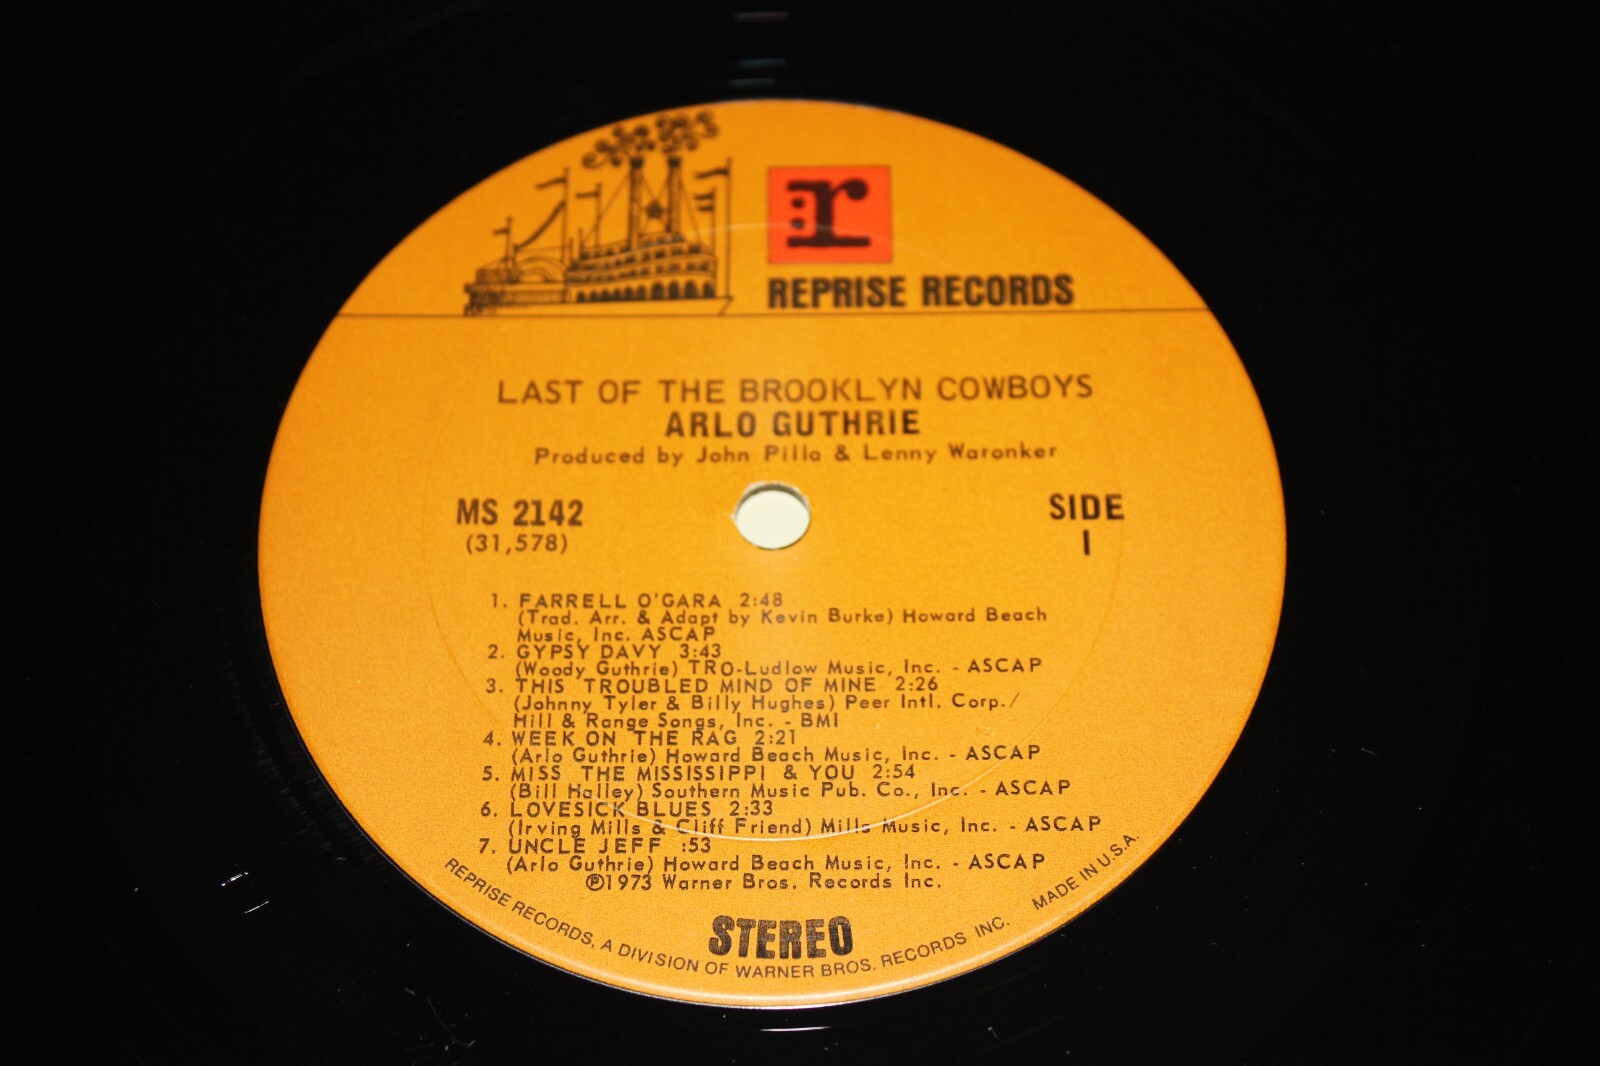 r
REPRISE RECORDS
LAST OF THE BROOKLYN COWBOYS
ARLO GUTHRIE
Produced by John Pilla & Lenny Waronker
MS 2142
(31,578)
SIDE
1
1. FARRELL O'GARA 2:48
(Trad. Arr. & Adapt by Kevin Burke) Howard Beach
Music, Inc. ASCAP
2. GYPSY DAVY 3:43
(Woody Guthrie) TRO-Ludlow Music, Inc. - ASCAP
3. THIS TROUBLED MIND OF MINE 2:26
(Johnny Tyler & Billy Hughes) Peer Intl. Corp./
Hill & Range Songs, Inc. - BMI
4. WEEK ON THE RAG 2:21
(Arlo Guthrie) Howard Beach Music, Inc. - ASCAP
5. MISS THE MISSISSIPPI & YOU 2:54
(Bill Halley) Southern Music Pub. Co., Inc. - ASCAP
6. LOVESICK BLUES 2:33
(Irving Mills & Cliff Friend) Mills Music, Inc. - ASCAP
7. UNCLE JEFF :53
(Arlo Guthrie) Howard Beach Music, Inc. - ASCAP
℗1973 Warner Bros. Records Inc.
STEREO
REPRISE RECORDS, A DIVISION OF WARNER BROS. RECORDS INC. MADE IN U.S.A.